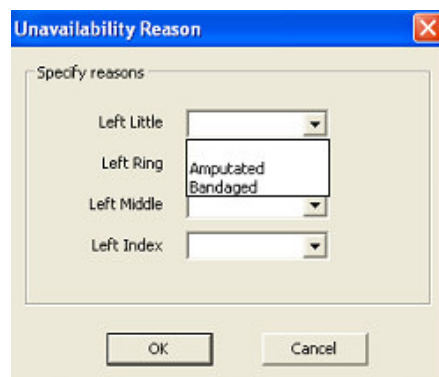 Unavailability Reason
Specify reasons
Left Little
Left Ring
Amputated
Bandaged
Left Middle
Left Index
OK
Cancel